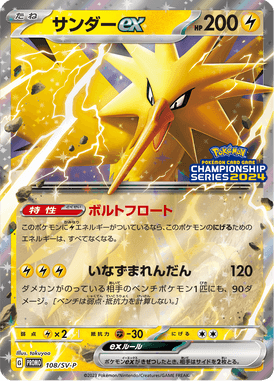 たね
サンダーex
HP200
Pokémon
POKÉMON CARD GAME
CHAMPIONSHIP
SERIES 2024
特性 ボルトフロート
このポケモンにエネルギーがついているなら、このポケモンのにげるための
エネルギーは、すべてなくなる。
いなずまれんだん 120
ダメカンがのっている相手のベンチポケモン1匹にも、90ダ
メージ。[ベンチは弱点・抵抗力を計算しない。]
弱点 ×2 抵抗力 -30 にげる
Illus. takuyoa
exルール
ポケモンexがきぜつしたとき、相手はサイドを2枚とる。
G PROMO 108/SV-P
©2023 Pokémon/Nintendo/Creatures/GAME FREAK